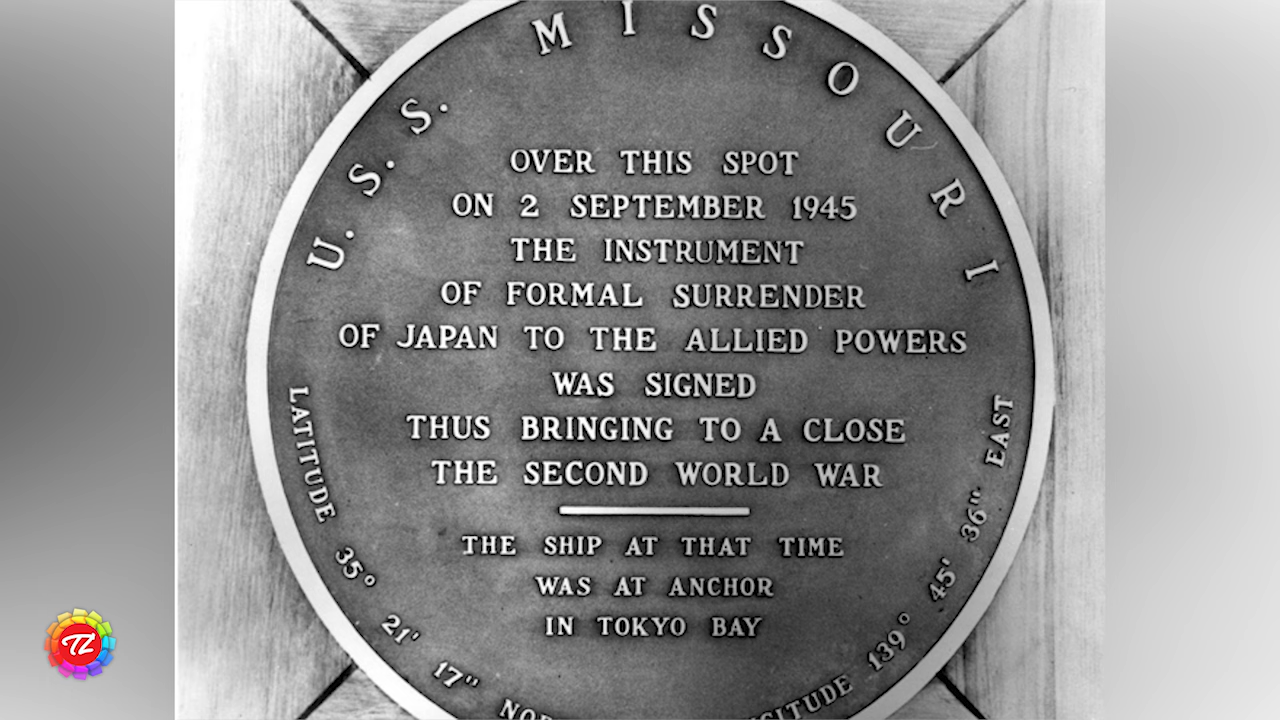 U.S.S. MISSOURI
OVER THIS SPOT
ON 2 SEPTEMBER 1945
THE INSTRUMENT
OF FORMAL SURRENDER
OF JAPAN TO THE ALLIED POWERS
WAS SIGNED
THUS BRINGING TO A CLOSE
THE SECOND WORLD WAR
THE SHIP AT THAT TIME
WAS AT ANCHOR
IN TOKYO BAY
LATITUDE 35° 21' 17"
139° 45' 36" EAST
TZ